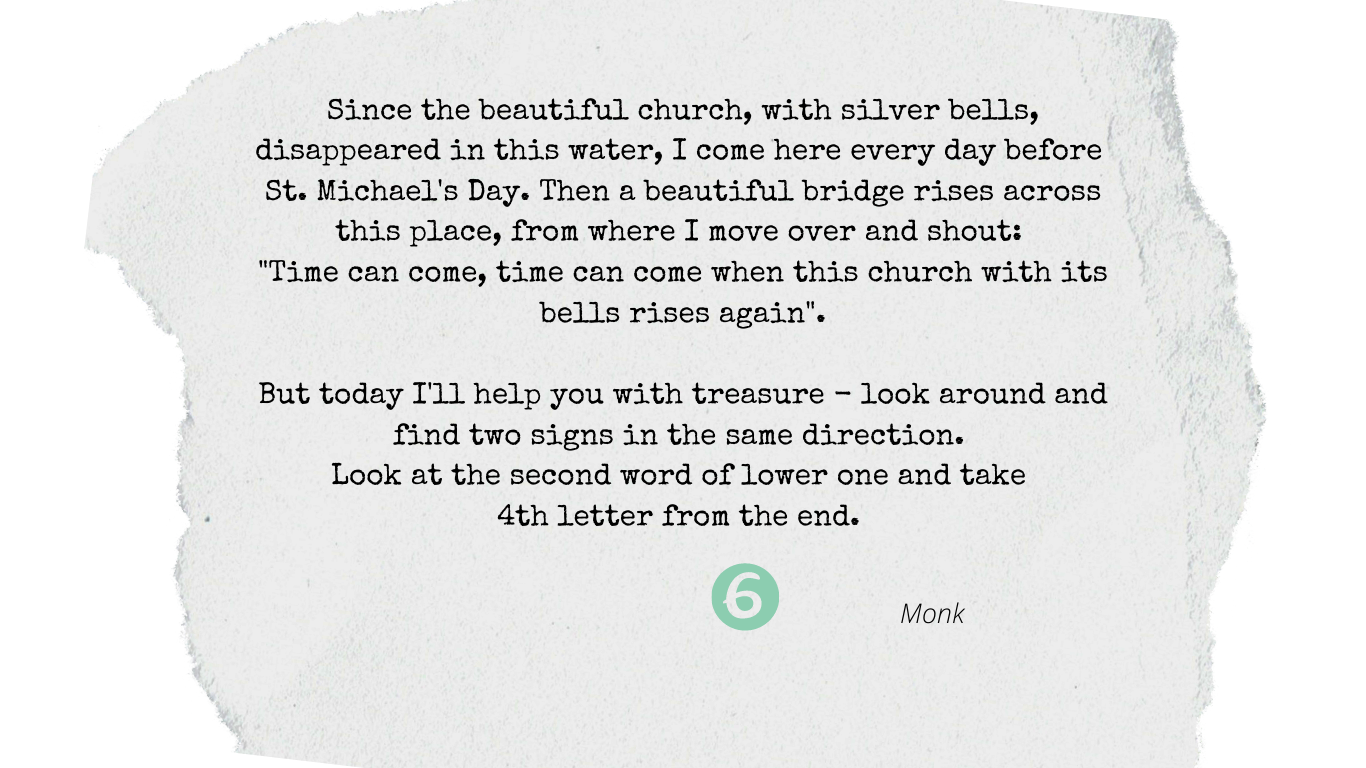 Since the beautiful church, with silver bells,
disappeared in this water, I come here every day before
St. Michael's Day. Then a beautiful bridge rises across
this place, from where I move over and shout:
"Time can come, time can come when this church with its
bells rises again".
But today I'll help you with treasure - look around and
find two signs in the same direction.
Look at the second word of lower one and take
4th letter from the end.
6
Monk